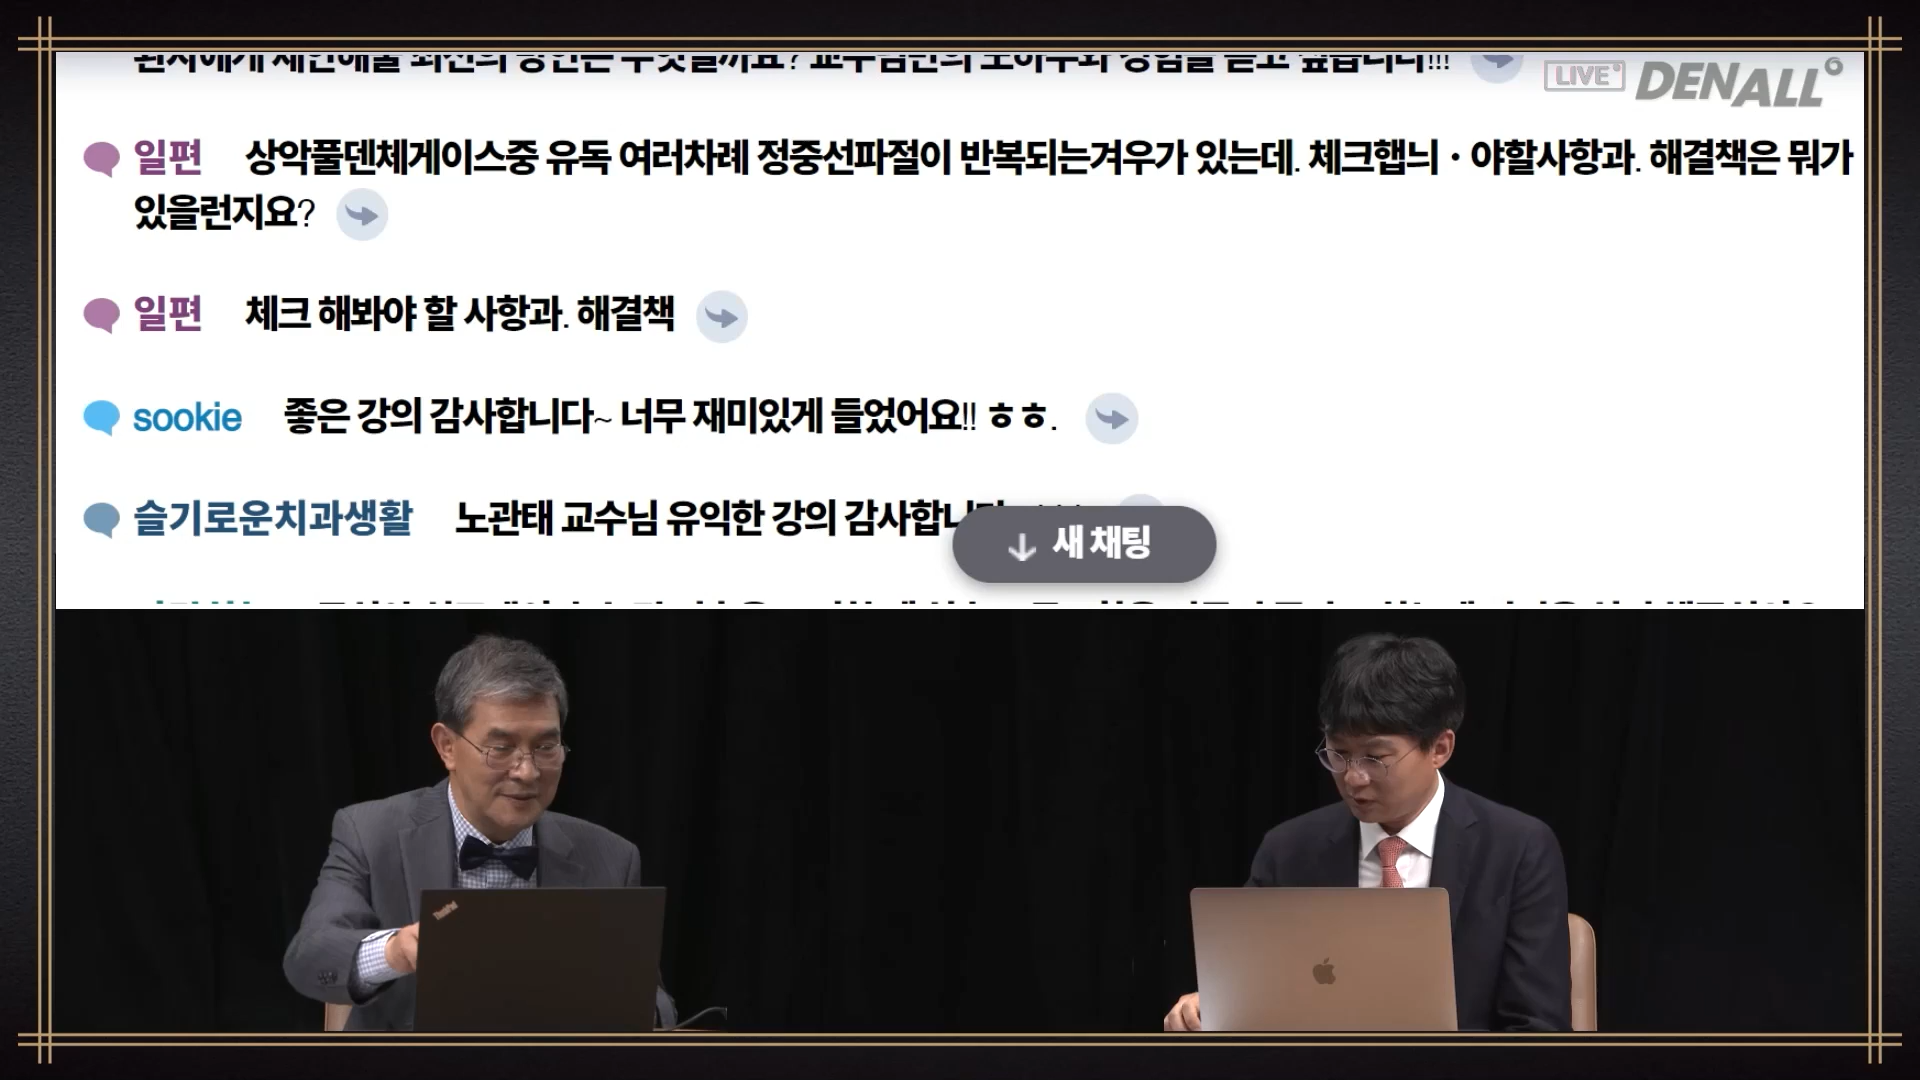 LIVE DENALL
일편 상악풀덴체게이스중 유독 여러차례 정중선파절이 반복되는겨우가 있는데. 체크햅늬·야할사항과. 해결책은 뭐가
있을런지요?
일편 체크 해봐야 할 사항과. 해결책
sookie 좋은 강의 감사합니다~ 너무 재미있게 들었어요!! ㅎㅎ.
슬기로운치과생활 노관태 교수님 유익한 강의
↓ 새 채팅
ThinkPad